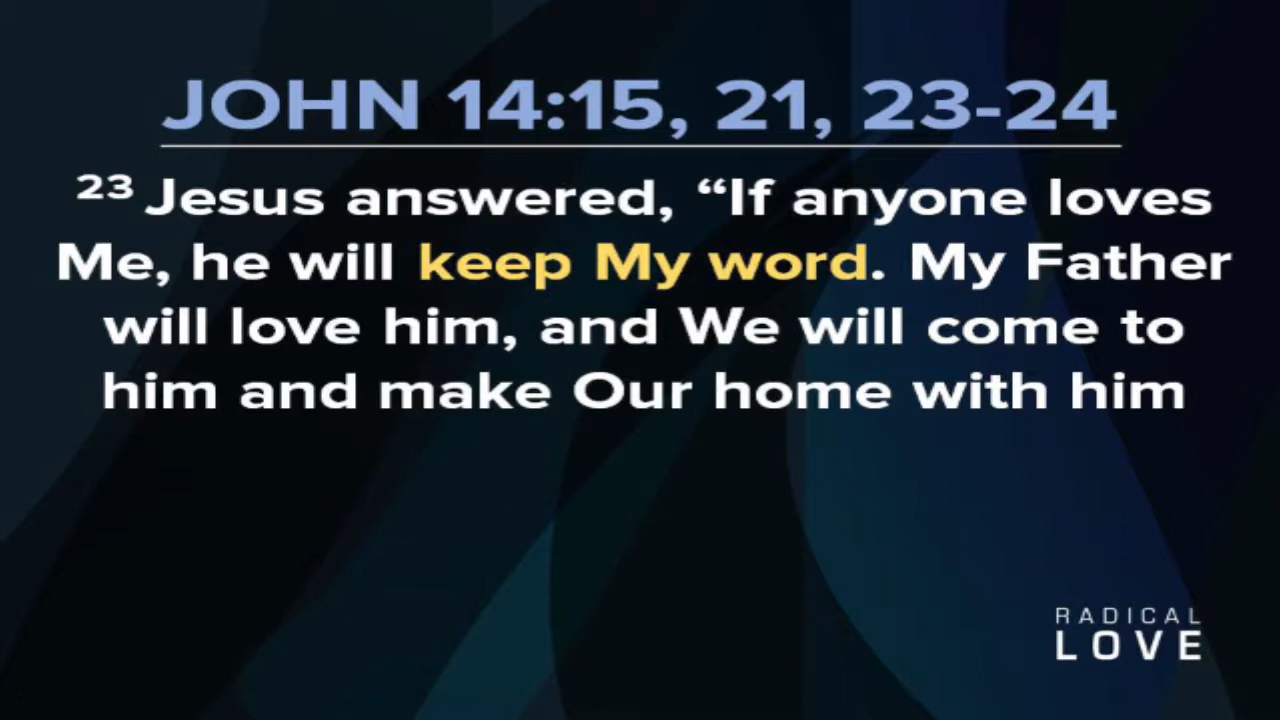 JOHN 14:15, 21, 23-24
²³ Jesus answered, “If anyone loves
Me, he will keep My word. My Father
will love him, and We will come to
him and make Our home with him
RADICAL
LOVE